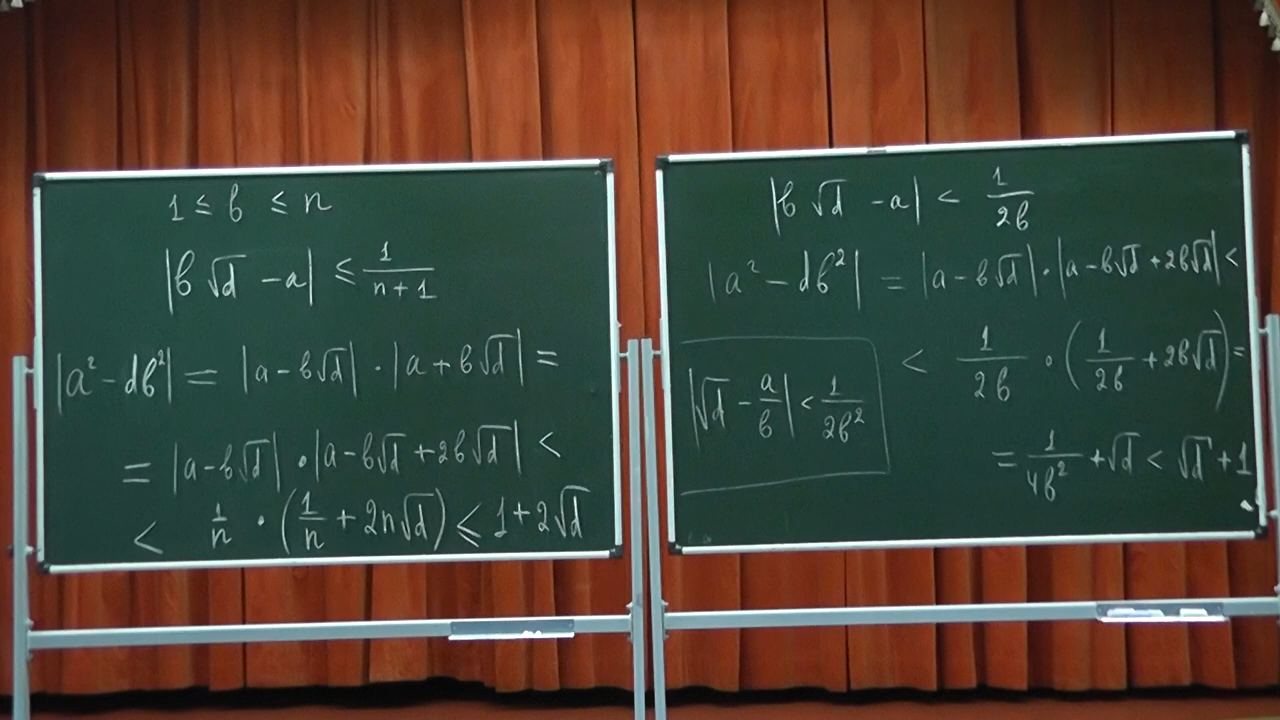 1 ≤ b ≤ n
|b √d - a| ≤ 1/(n+1)
|a² - db²| = |a - b√d| · |a + b√d| =
= |a - b√d| · |a - b√d + 2b√d| <
< 1/n · (1/n + 2n√d) ≤ 1 + 2√d
|b √d - a| < 1/(2b)
|a² - db²| = |a - b√d| · |a - b√d + 2b√d| <
< 1/(2b) · (1/(2b) + 2b√d) =
|√d - a/b| < 1/(2b²)
= 1/(4b²) + √d < √d + 1